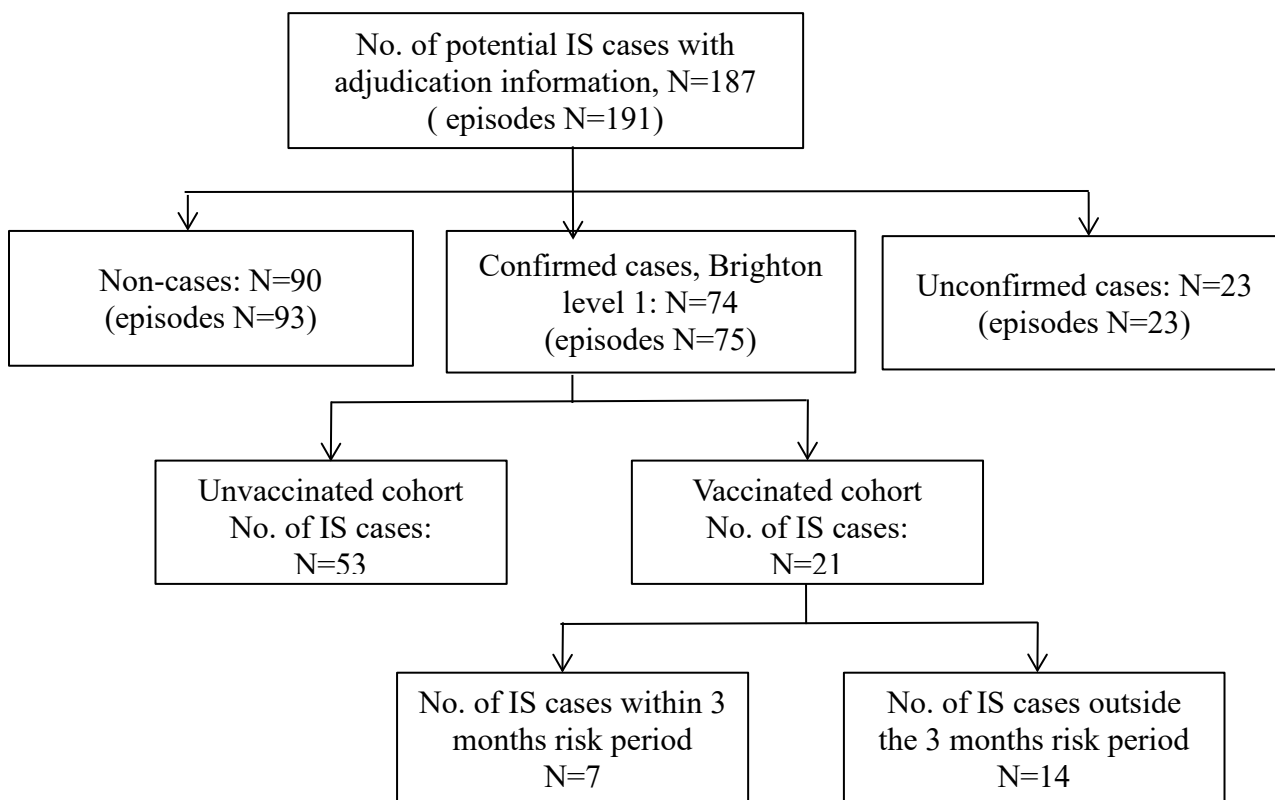 No. of potential IS cases with
adjudication information, N=187
( episodes N=191)
Non-cases: N=90
(episodes N=93)
Confirmed cases, Brighton
level 1: N=74
(episodes N=75)
Unconfirmed cases: N=23
(episodes N=23)
Unvaccinated cohort
No. of IS cases:
N=53
Vaccinated cohort
No. of IS cases:
N=21
No. of IS cases within 3
months risk period
N=7
No. of IS cases outside
the 3 months risk period
N=14